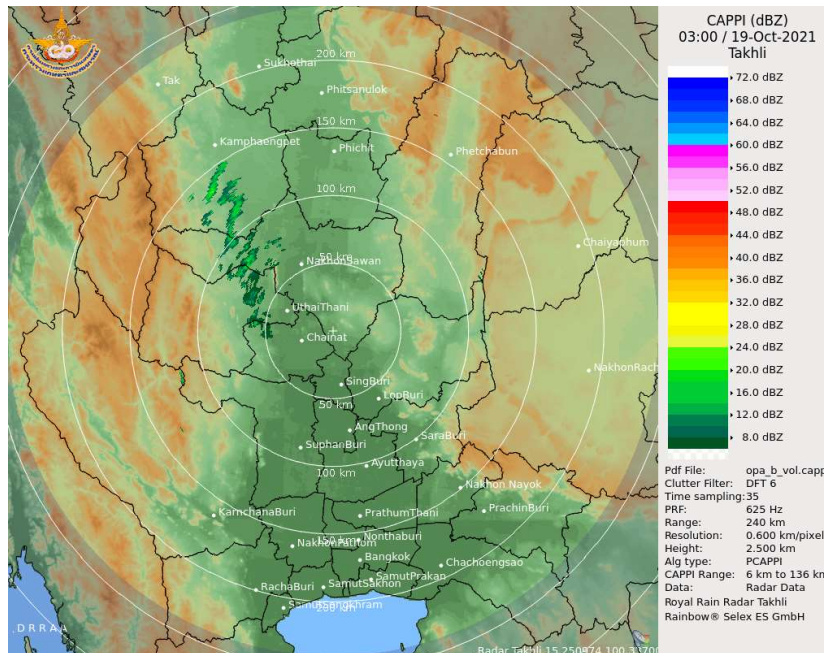 CAPPI (dBZ)
03:00 / 19-Oct-2021
Takhli
72.0 dBZ
68.0 dBZ
64.0 dBZ
60.0 dBZ
56.0 dBZ
52.0 dBZ
48.0 dBZ
44.0 dBZ
40.0 dBZ
36.0 dBZ
32.0 dBZ
28.0 dBZ
24.0 dBZ
20.0 dBZ
16.0 dBZ
12.0 dBZ
8.0 dBZ
Pdf File: opa_b_vol.capp
Clutter Filter: DFT 6
Time sampling:35
PRF: 625 Hz
Range: 240 km
Resolution: 0.600 km/pixel
Height: 2.500 km
Alg type: PCAPPI
CAPPI Range: 6 km to 136 km
Data: Radar Data
Royal Rain Radar Takhli
Rainbow® Selex ES GmbH
200 km
Sukhothai
Tak
Phitsanulok
150 km
Kamphaengpet
Phichit
Phetchabun
100 km
Chaiyaphum
50 km
NakhonSawan
UthaiThani
Chainat
NakhonRach
SingBuri
LopBuri
50 km
AngThong
SaraBuri
SuphanBuri
Ayutthaya
100 km
Nakhon Nayok
KanchanaBuri
PrathumThani
PrachinBuri
150 km
Nonthaburi
NakhonPathom
Bangkok
Chachoengsao
SamutPrakan
RachaBuri
SamutSakhon
SamutSongkhram
200 km
D R R A A